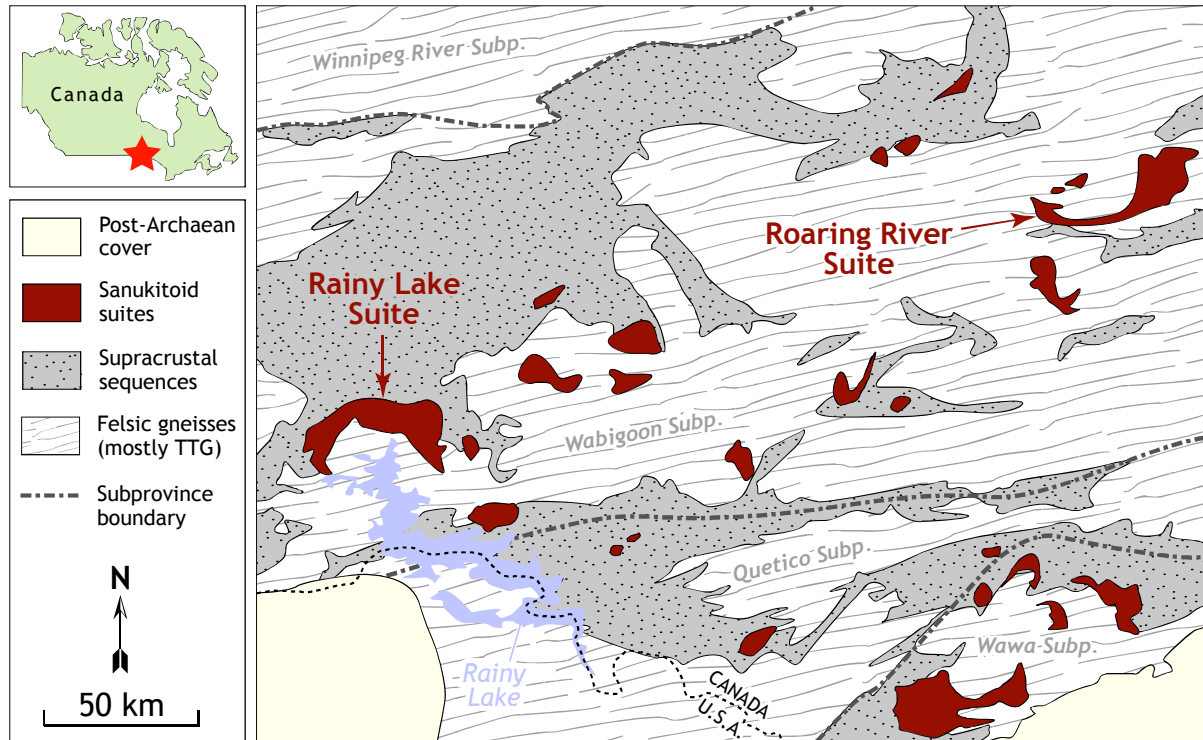 Canada
Post-Archaean
cover
Sanukitoid
suites
Supracrustal
sequences
Felsic gneisses
(mostly TTG)
Subprovince
boundary
N
50 km
Winnipeg River Subp.
Roaring River
Suite
Rainy Lake
Suite
Wabigoon Subp.
Quetico Subp.
Wawa Subp.
Rainy
Lake
CANADA
U.S.A.